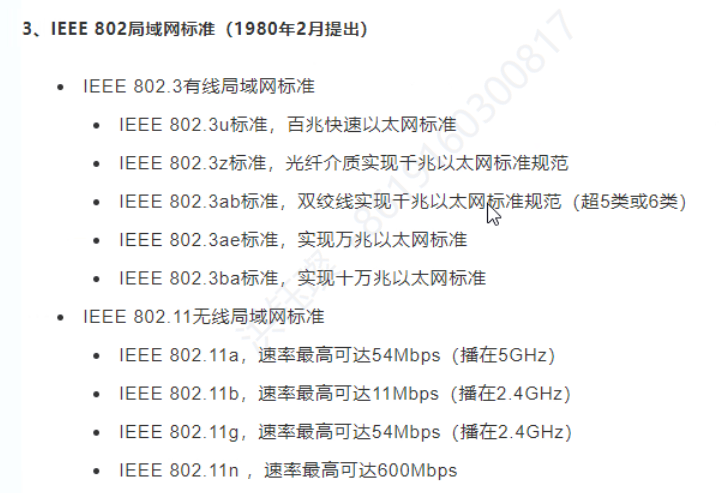 3、IEEE 802局域网标准（1980年2月提出）
IEEE 802.3有线局域网标准
IEEE 802.3u标准，百兆快速以太网标准
IEEE 802.3z标准，光纤介质实现千兆以太网标准规范
IEEE 802.3ab标准，双绞线实现千兆以太网标准规范（超5类或6类）
IEEE 802.3ae标准，实现万兆以太网标准
IEEE 802.3ba标准，实现十万兆以太网标准
IEEE 802.11无线局域网标准
IEEE 802.11a，速率最高可达54Mbps（播在5GHz）
IEEE 802.11b，速率最高可达11Mbps（播在2.4GHz）
IEEE 802.11g，速率最高可达54Mbps（播在2.4GHz）
IEEE 802.11n ，速率最高可达600Mbps